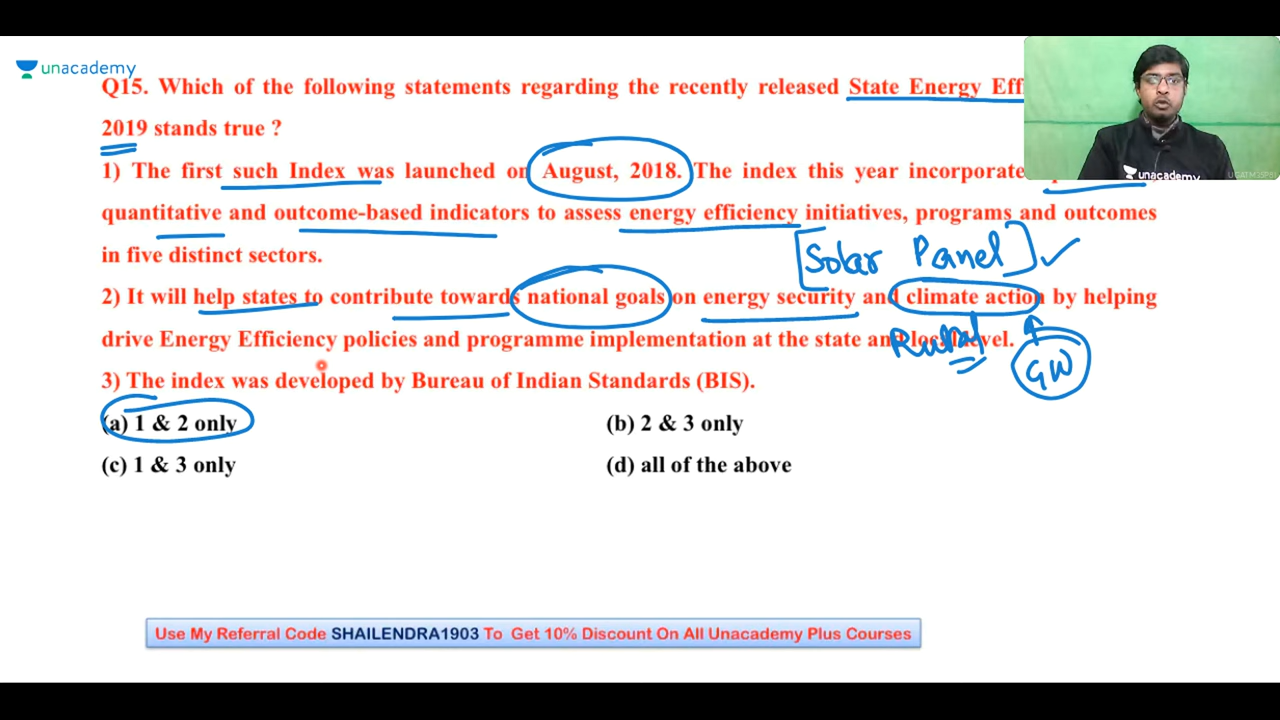 unacademy
Q15. Which of the following statements regarding the recently released State Energy Eff
2019 stands true ?
1) The first such Index was launched on August, 2018. The index this year incorporate
quantitative and outcome-based indicators to assess energy efficiency initiatives, programs and outcomes
in five distinct sectors.
[Solar Panel] ✓
2) It will help states to contribute towards national goals on energy security and climate action by helping
drive Energy Efficiency policies and programme implementation at the state and local level.
Rural
GW
3) The index was developed by Bureau of Indian Standards (BIS).
(a) 1 & 2 only (b) 2 & 3 only
(c) 1 & 3 only (d) all of the above
Use My Referral Code SHAILENDRA1903 To Get 10% Discount On All Unacademy Plus Courses
unacademy